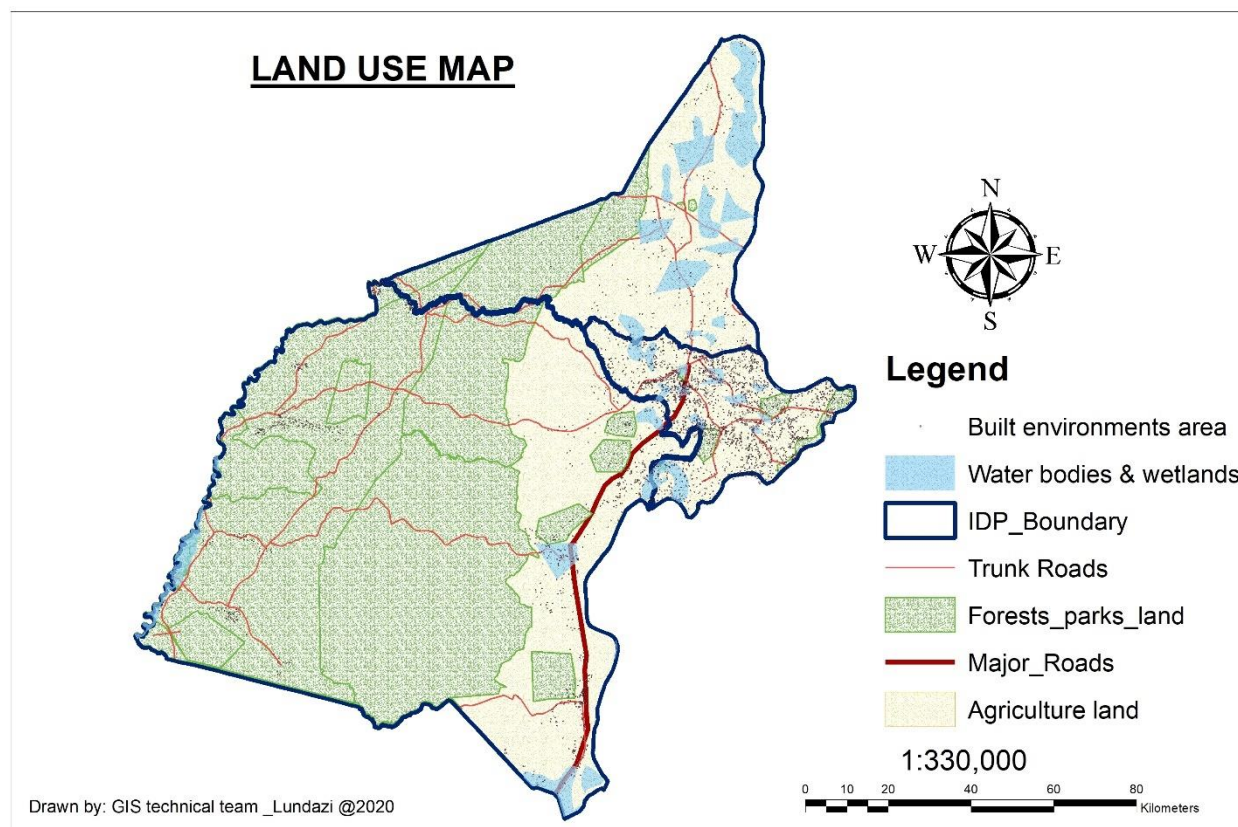 LAND USE MAP
N
W E
S
Legend
Built environments area
Water bodies & wetlands
IDP_Boundary
Trunk Roads
Forests_parks_land
Major_Roads
Agriculture land
1:330,000
0 10 20 40 60 80
Kilometers
Drawn by: GIS technical team _Lundazi @2020